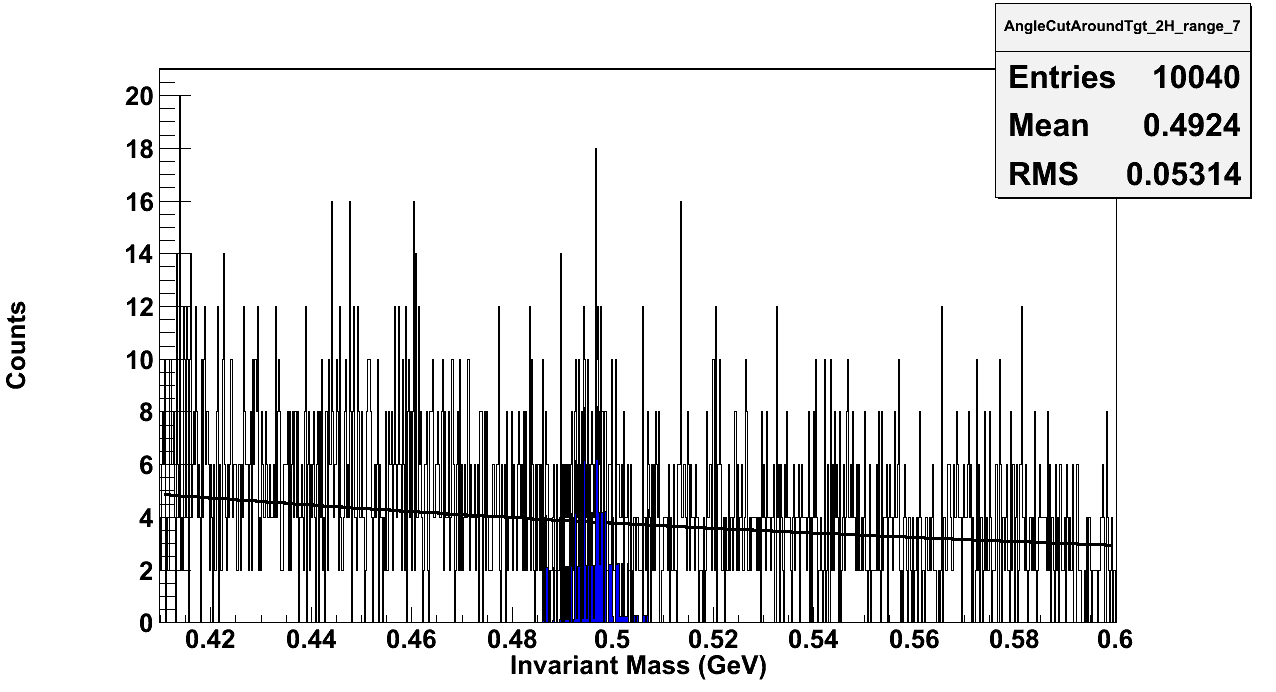 AngleCutAroundTgt_2H_range_7
Entries 10040
Mean 0.4924
RMS 0.05314
Counts
20
18
16
14
12
10
8
6
4
2
0
0.42 0.44 0.46 0.48 0.5 0.52 0.54 0.56 0.58 0.6
Invariant Mass (GeV)